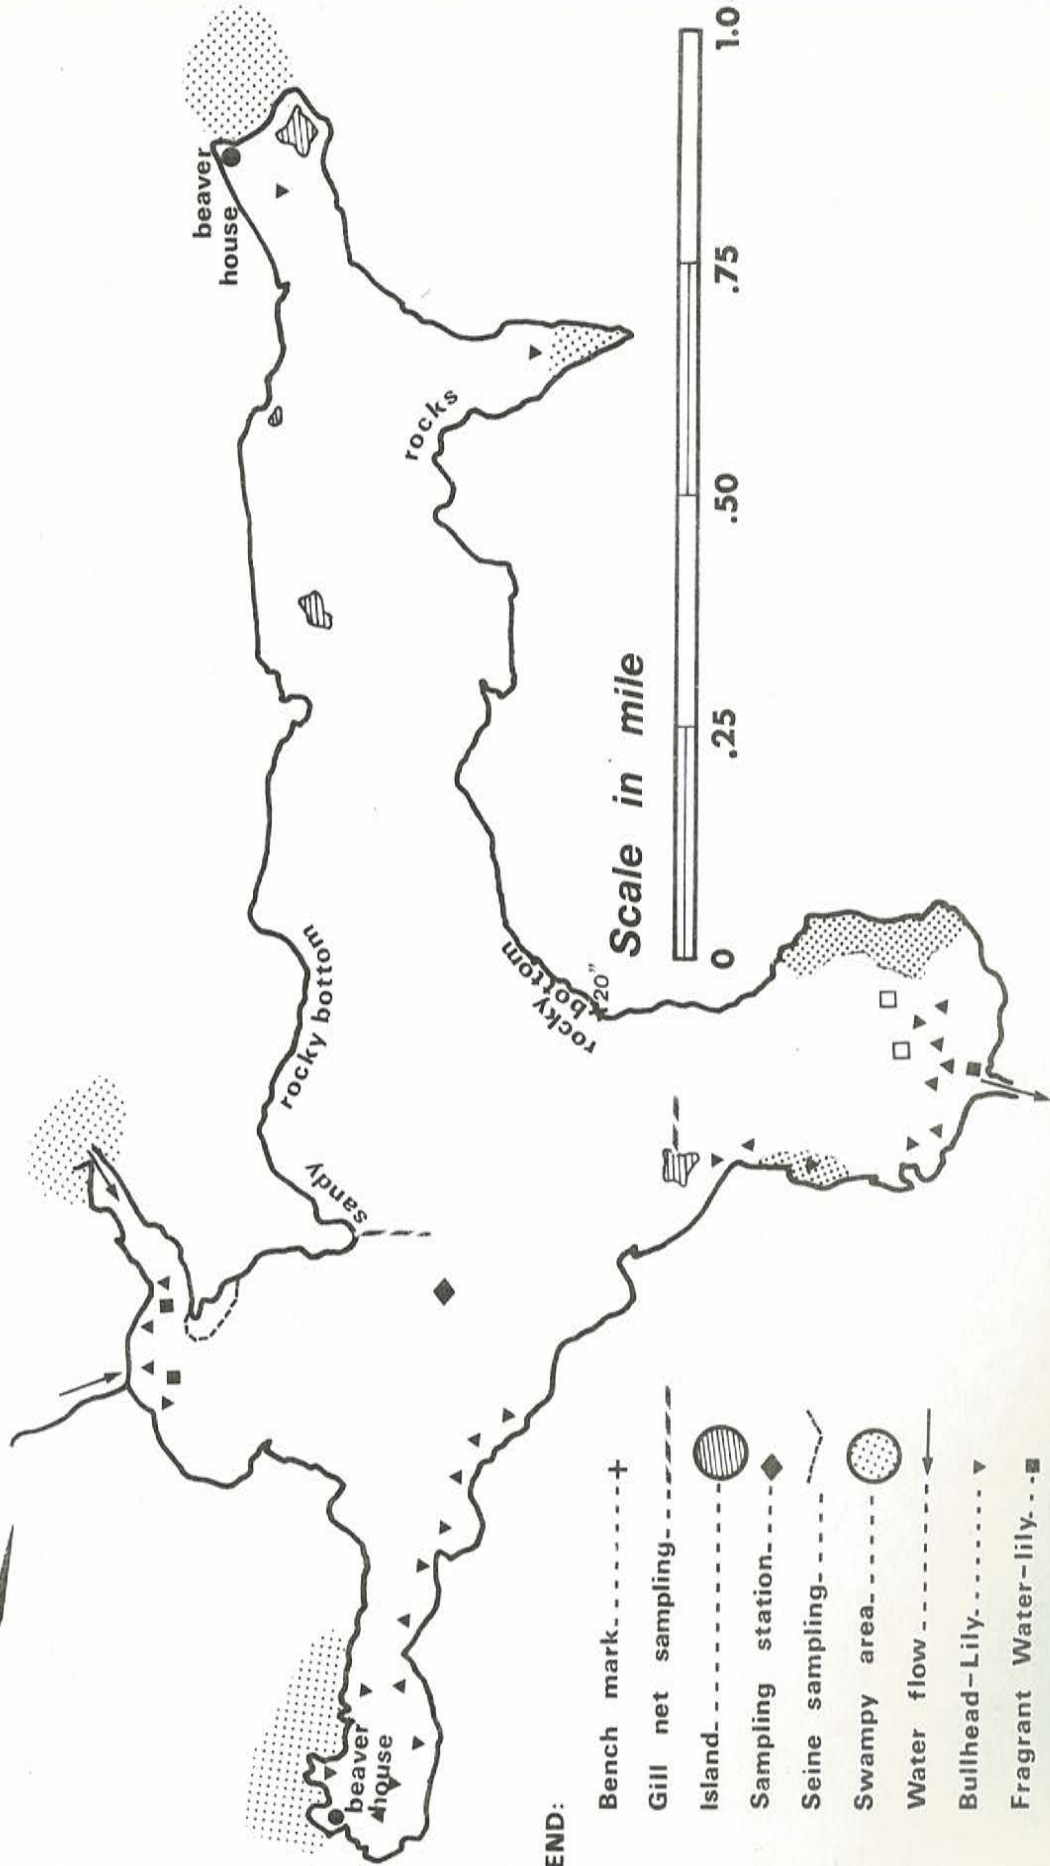 beaver
house
rocks
rocky bottom
sandy
rocky
bottom
20"
beaver
house
Scale in mile
0 .25 .50 .75 1.0
END:
Bench mark------+
Gill net sampling------
Island-----------
Sampling station----
Seine sampling-----
Swampy area------
Water flow-------
Bullhead-Lily.......
Fragrant Water-lily...